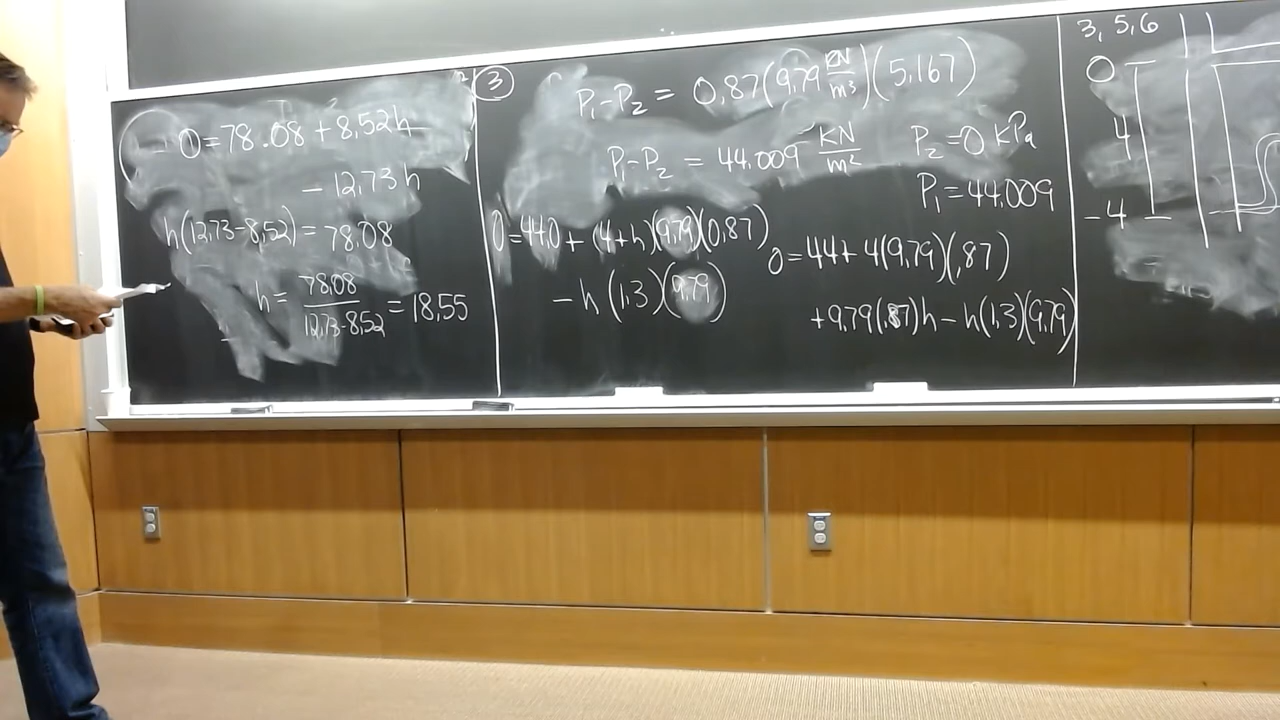 0=78.08+8.52h
- 12.73h
h(12.73-8.52) = 78.08
h = 78.08 / 12.73-8.52 = 18.55
3
P₁-P₂ = 0.87(9.79 KN/m³)(5.167)
P₁-P₂ = 44.009 KN/m²
P₂=0 kPa
P₁=44.009
0=44.0+(4+h)(9.79)(0.87)
-h(1.3)(9.79)
0=44+4(9.79)(.87)
+9.79(.87)h-h(1.3)(9.79)
3, 5, 6
0
4
-4